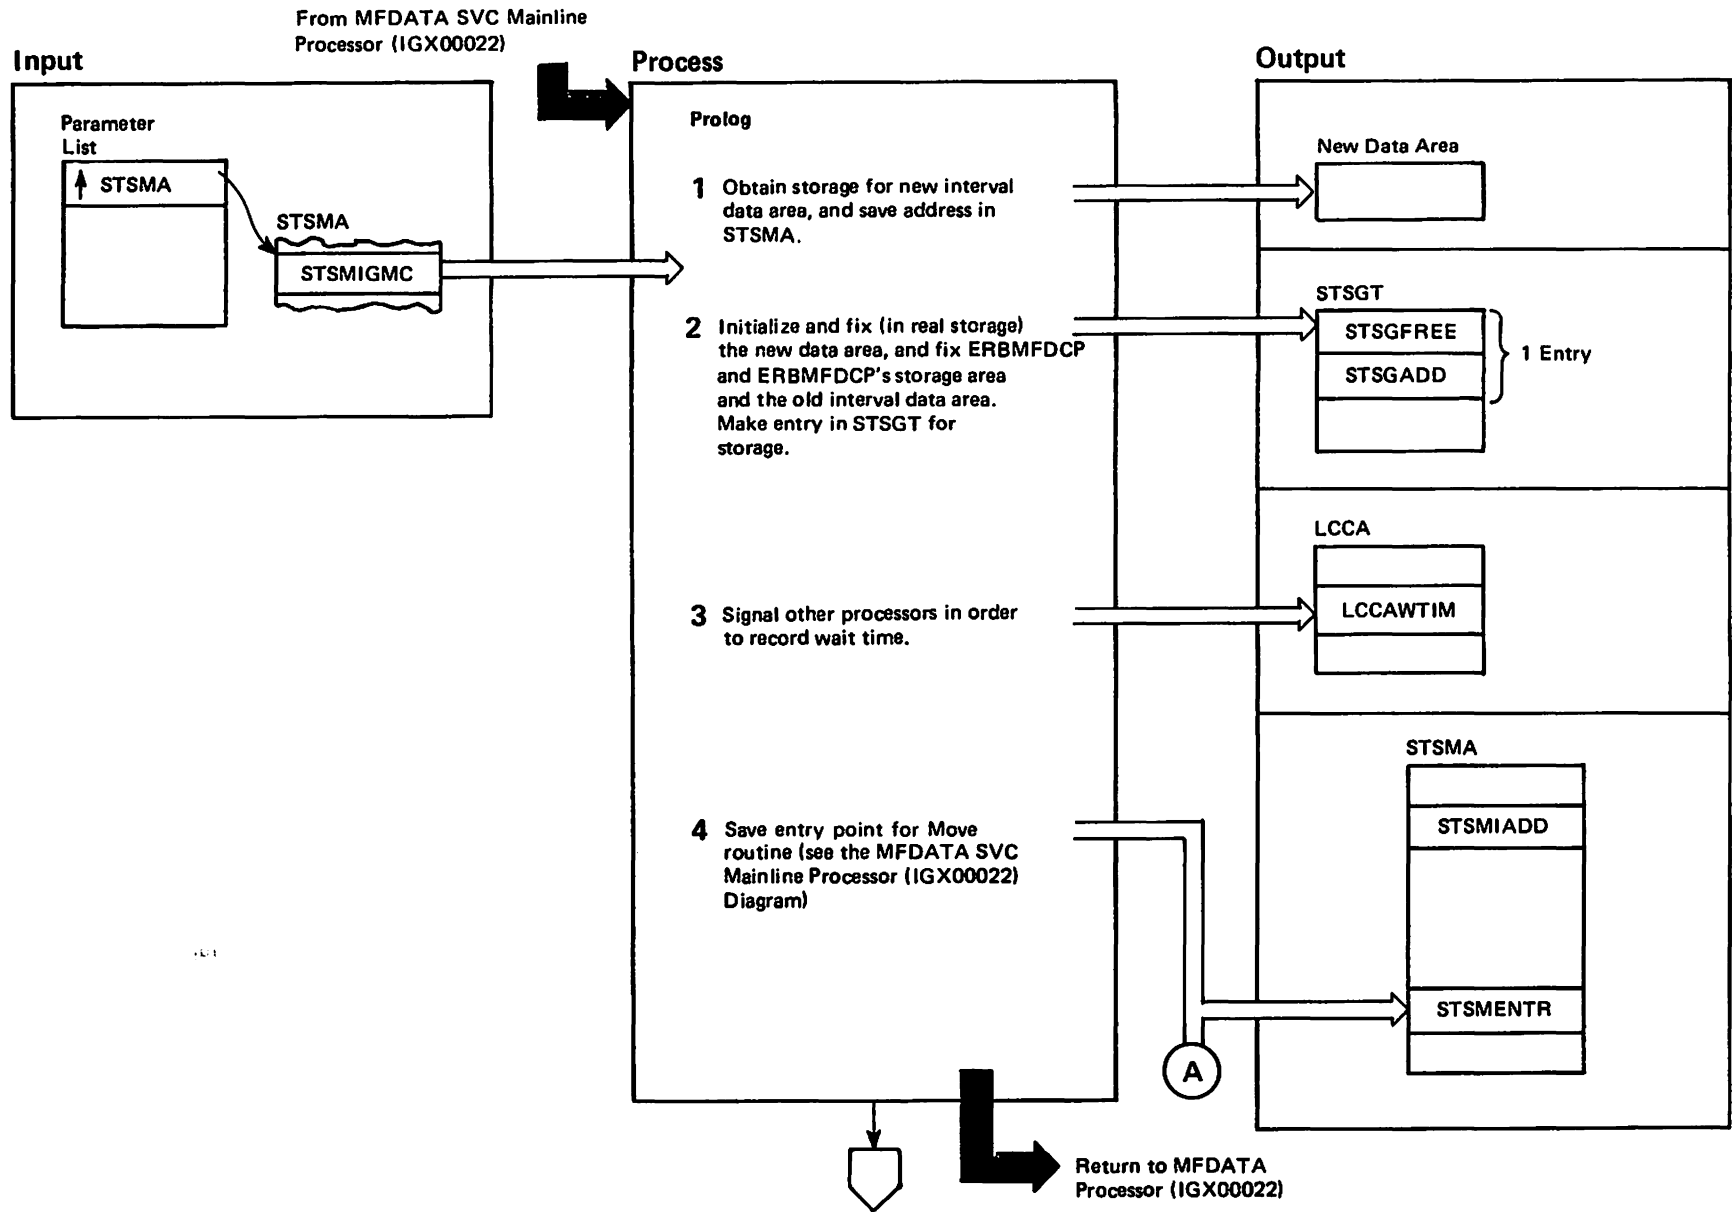 From MFDATA SVC Mainline
Processor (IGX00022)
Input
Process
Output
Parameter
List
STSMA
STSMA
STSMIGMC
Prolog
1 Obtain storage for new interval
data area, and save address in
STSMA.
2 Initialize and fix (in real storage)
the new data area, and fix ERBMFDCP
and ERBMFDCP's storage area
and the old interval data area.
Make entry in STSGT for
storage.
3 Signal other processors in order
to record wait time.
4 Save entry point for Move
routine (see the MFDATA SVC
Mainline Processor (IGX00022)
Diagram)
New Data Area
STSGT
STSGFREE
STSGADD
1 Entry
LCCA
LCCAWTIM
STSMA
STSMIADD
STSMENTR
A
Return to MFDATA
Processor (IGX00022)